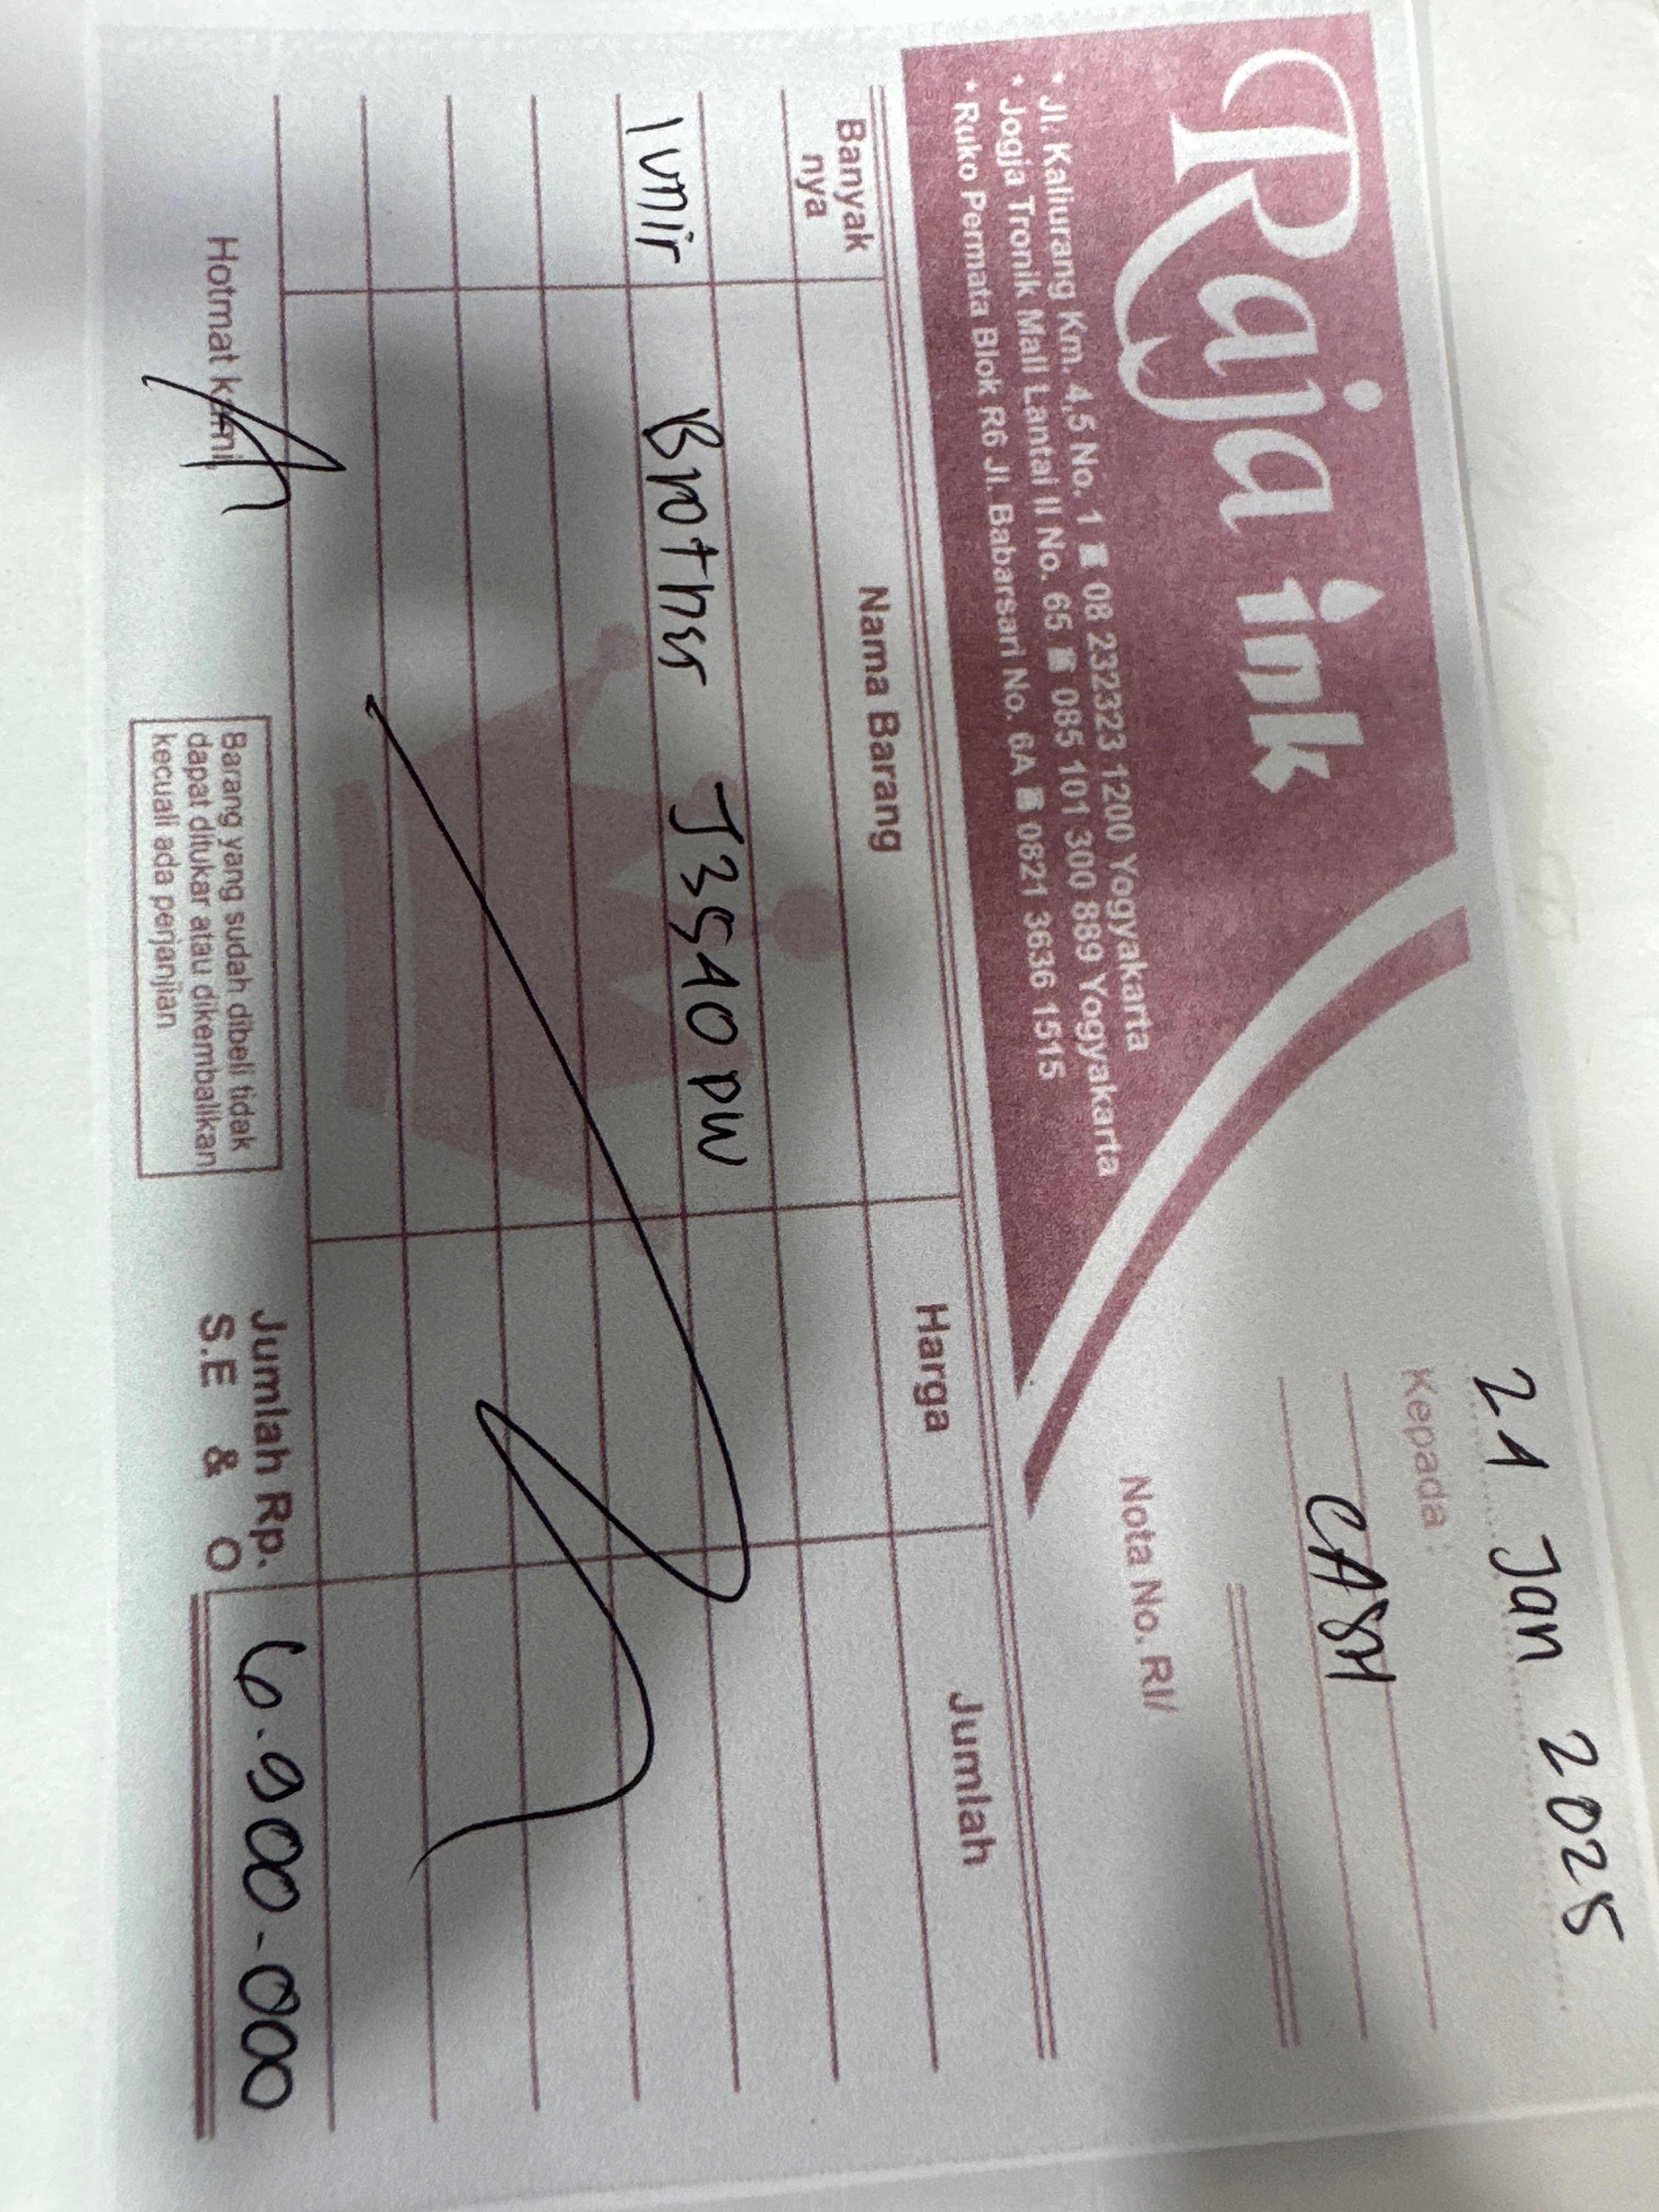 Raja ink
* Jl. Kaliurang Km. 4,5 No. 1 08 232323 1200 Yogyakarta
* Jogja Tronik Mall Lantai II No. 65 085 101 300 889 Yogyakarta
* Ruko Permata Blok R6 Jl. Babarsari No. 6A 0821 3636 1515
21 Jan 2025
Kepada :
CASH
Nota No. RI/
Banyak nya Nama Barang Harga Jumlah
1 unit Brother J3540DW
Hotmat kami,
Barang yang sudah dibeli tidak
dapat ditukar atau dikembalikan
kecuali ada perjanjian
Jumlah Rp. 6.900.000
S.E & O